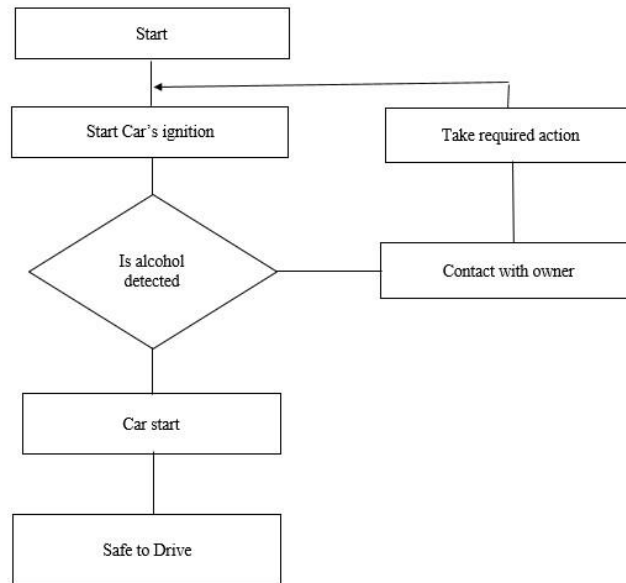 Start
Start Car’s ignition
Take required action
Is alcohol
detected
Contact with owner
Car start
Safe to Drive